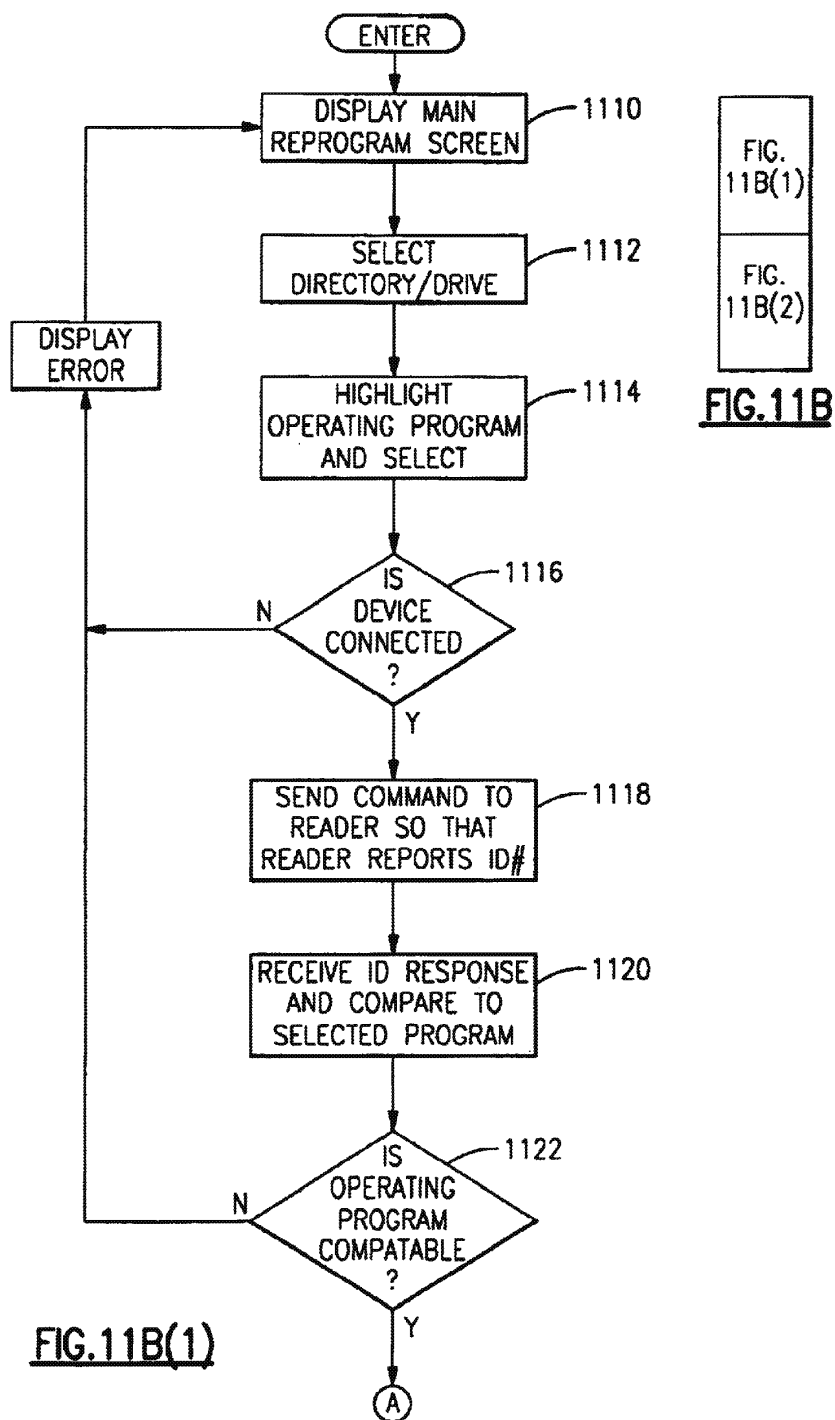 ENTER
DISPLAY MAIN
REPROGRAM SCREEN
1110
SELECT
DIRECTORY/DRIVE
1112
DISPLAY
ERROR
HIGHLIGHT
OPERATING PROGRAM
AND SELECT
1114
IS
DEVICE
CONNECTED
?
1116
N
Y
SEND COMMAND TO
READER SO THAT
READER REPORTS ID#
1118
RECEIVE ID RESPONSE
AND COMPARE TO
SELECTED PROGRAM
1120
IS
OPERATING
PROGRAM
COMPATABLE
?
1122
N
Y
A
FIG.11B(1)
FIG.
11B(1)
FIG.
11B(2)
FIG.11B